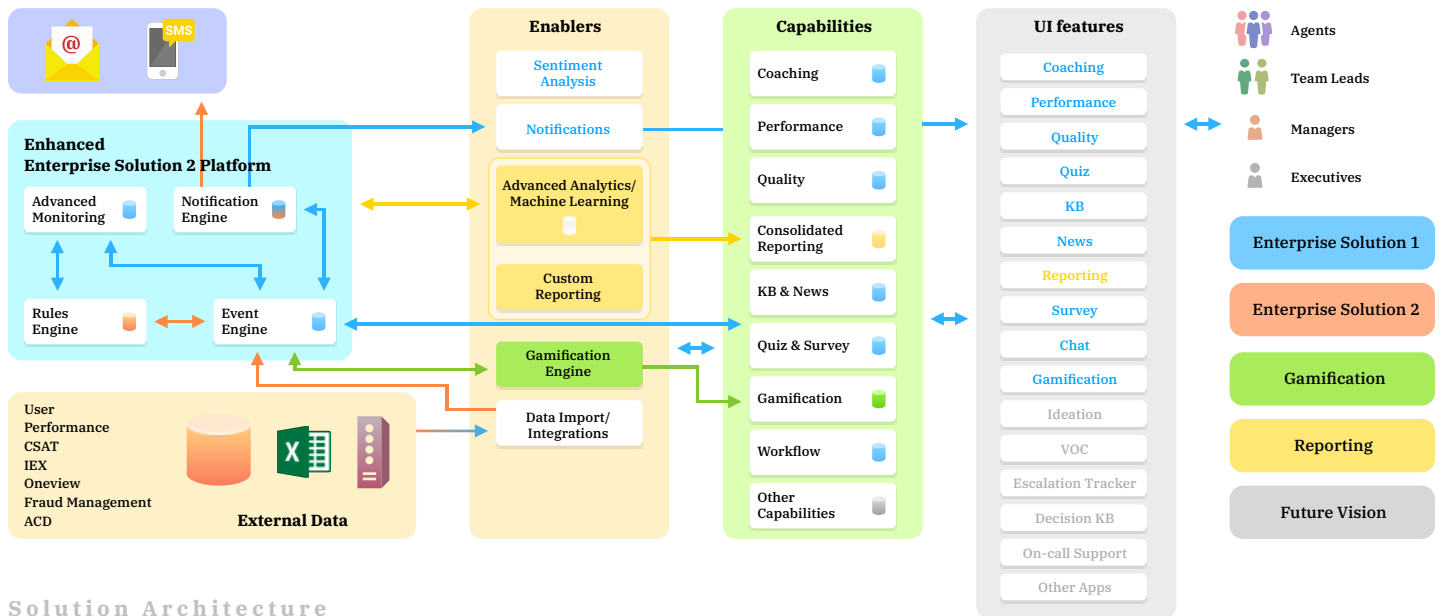 @
SMS
Enhanced
Enterprise Solution 2 Platform
Advanced
Monitoring
Notification
Engine
Rules
Engine
Event
Engine
User
Performance
CSAT
IEX
Oneview
Fraud Management
ACD
X
External Data
Enablers
Sentiment
Analysis
Notifications
Advanced Analytics/
Machine Learning
Custom
Reporting
Gamification
Engine
Data Import/
Integrations
Capabilities
Coaching
Performance
Quality
Consolidated
Reporting
KB & News
Quiz & Survey
Gamification
Workflow
Other
Capabilities
UI features
Coaching
Performance
Quality
Quiz
KB
News
Reporting
Survey
Chat
Gamification
Ideation
VOC
Escalation Tracker
Decision KB
On-call Support
Other Apps
Agents
Team Leads
Managers
Executives
Enterprise Solution 1
Enterprise Solution 2
Gamification
Reporting
Future Vision
Solution Architecture